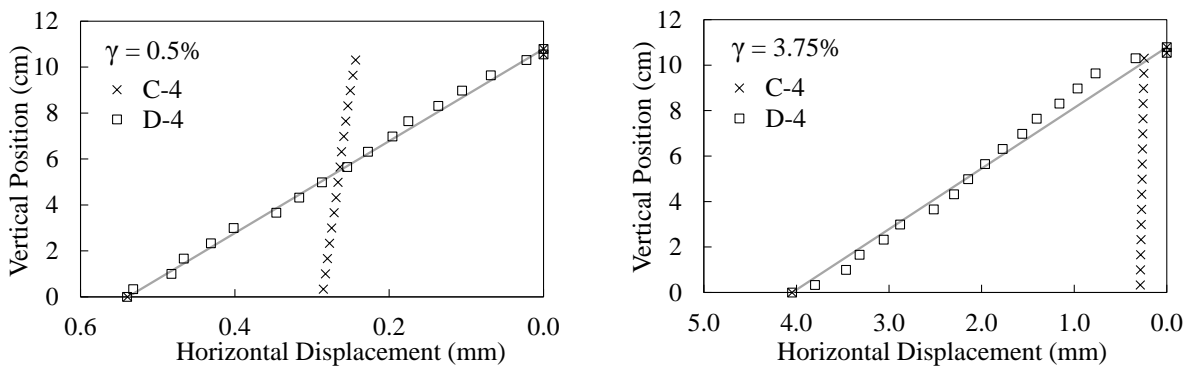 12
10
8
6
4
2
0
Vertical Position (cm)
γ = 0.5%
C-4
D-4
0.6 0.4 0.2 0.0
Horizontal Displacement (mm)
12
10
8
6
4
2
0
Vertical Position (cm)
γ = 3.75%
C-4
D-4
5.0 4.0 3.0 2.0 1.0 0.0
Horizontal Displacement (mm)